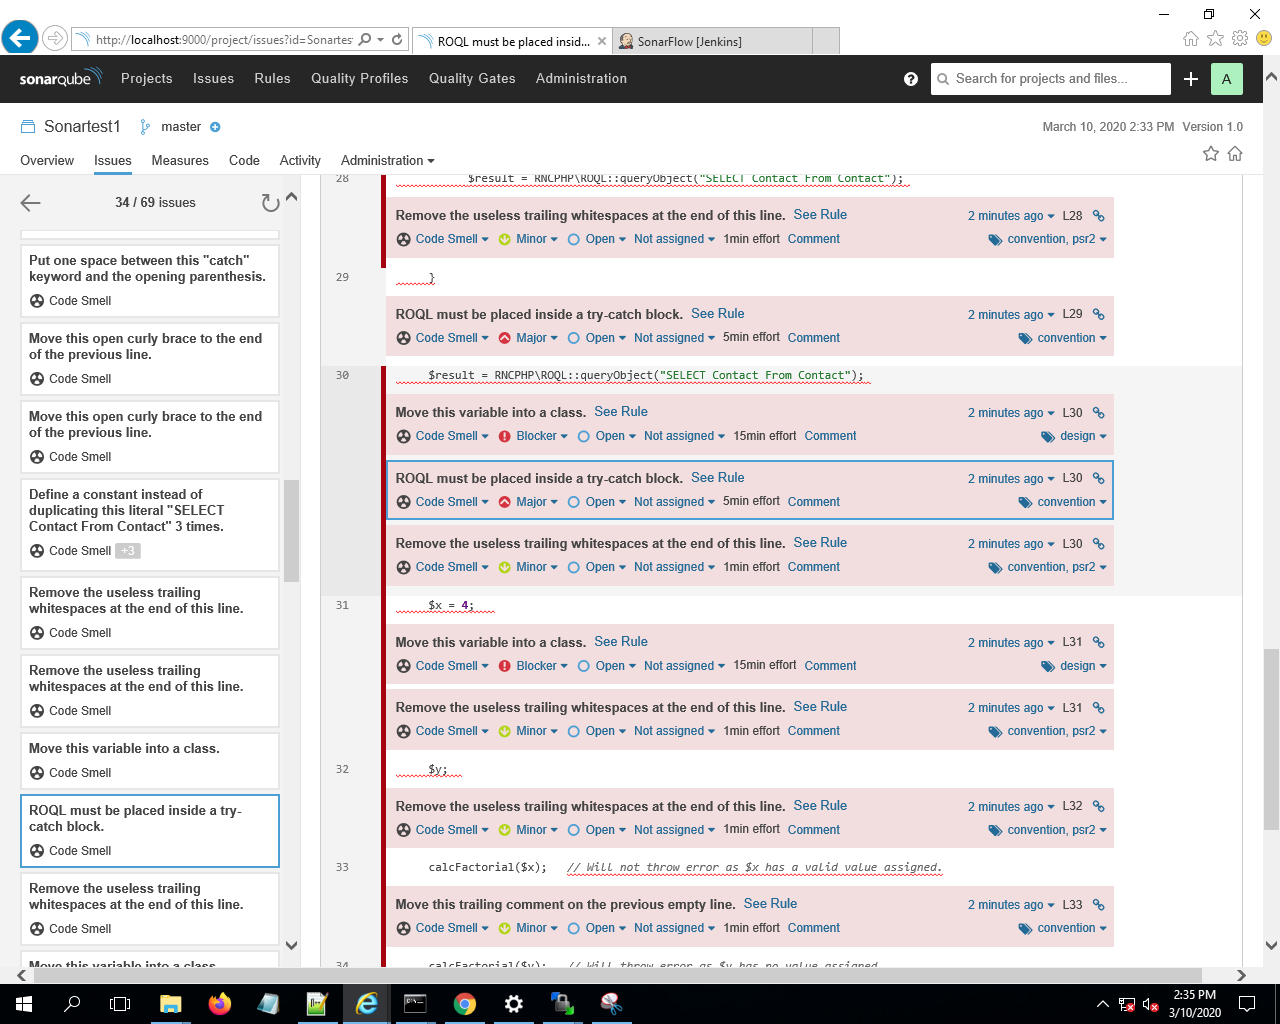 http://localhost:9000/project/issues?id=Sonartes
ROQL must be placed insid...
SonarFlow [Jenkins]
sonarqube
Projects
Issues
Rules
Quality Profiles
Quality Gates
Administration
Search for projects and files...
A
Sonartest1
master
March 10, 2020 2:33 PM Version 1.0
Overview
Issues
Measures
Code
Activity
Administration
34 / 69 issues
Put one space between this "catch"
keyword and the opening parenthesis.
Code Smell
Move this open curly brace to the end
of the previous line.
Code Smell
Move this open curly brace to the end
of the previous line.
Code Smell
Define a constant instead of
duplicating this literal "SELECT
Contact From Contact" 3 times.
Code Smell +3
Remove the useless trailing
whitespaces at the end of this line.
Code Smell
Remove the useless trailing
whitespaces at the end of this line.
Code Smell
Move this variable into a class.
Code Smell
ROQL must be placed inside a try-
catch block.
Code Smell
Remove the useless trailing
whitespaces at the end of this line.
Code Smell
Move this variable into a class.
28 $result = RNCPHP\ROQL::queryObject("SELECT Contact From Contact");
Remove the useless trailing whitespaces at the end of this line. See Rule 2 minutes ago L28
Code Smell Minor Open Not assigned 1min effort Comment convention, psr2
29 }
ROQL must be placed inside a try-catch block. See Rule 2 minutes ago L29
Code Smell Major Open Not assigned 5min effort Comment convention
30 $result = RNCPHP\ROQL::queryObject("SELECT Contact From Contact");
Move this variable into a class. See Rule 2 minutes ago L30
Code Smell Blocker Open Not assigned 15min effort Comment design
ROQL must be placed inside a try-catch block. See Rule 2 minutes ago L30
Code Smell Major Open Not assigned 5min effort Comment convention
Remove the useless trailing whitespaces at the end of this line. See Rule 2 minutes ago L30
Code Smell Minor Open Not assigned 1min effort Comment convention, psr2
31 $x = 4;
Move this variable into a class. See Rule 2 minutes ago L31
Code Smell Blocker Open Not assigned 15min effort Comment design
Remove the useless trailing whitespaces at the end of this line. See Rule 2 minutes ago L31
Code Smell Minor Open Not assigned 1min effort Comment convention, psr2
32 $y;
Remove the useless trailing whitespaces at the end of this line. See Rule 2 minutes ago L32
Code Smell Minor Open Not assigned 1min effort Comment convention, psr2
33 calcFactorial($x); // Will not throw error as $x has a valid value assigned.
Move this trailing comment on the previous empty line. See Rule 2 minutes ago L33
Code Smell Minor Open Not assigned 1min effort Comment convention
34 calcFactorial($y); // Will throw error as $y has no value assigned
2:35 PM
3/10/2020